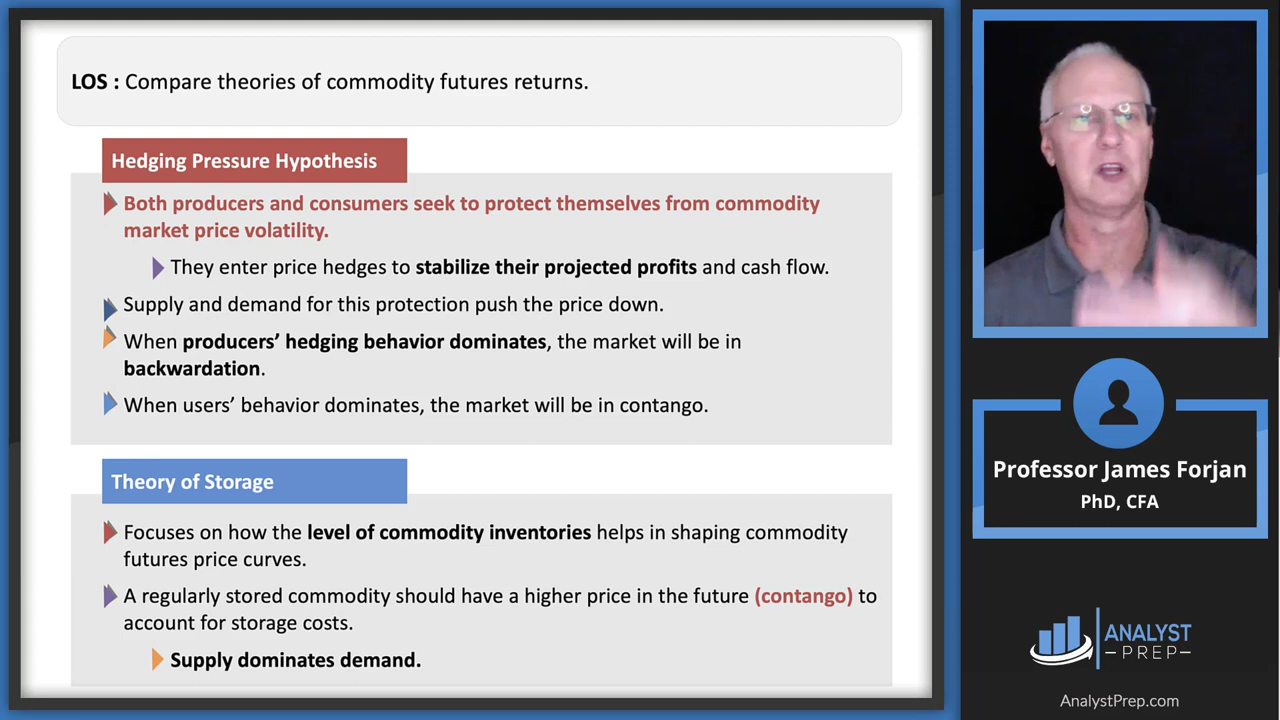 LOS : Compare theories of commodity futures returns.
Hedging Pressure Hypothesis
Both producers and consumers seek to protect themselves from commodity
market price volatility.
They enter price hedges to stabilize their projected profits and cash flow.
Supply and demand for this protection push the price down.
When producers' hedging behavior dominates, the market will be in
backwardation.
When users' behavior dominates, the market will be in contango.
Theory of Storage
Focuses on how the level of commodity inventories helps in shaping commodity
futures price curves.
A regularly stored commodity should have a higher price in the future (contango) to
account for storage costs.
Supply dominates demand.
Professor James Forjan
PhD, CFA
ANALYST
PREP
AnalystPrep.com